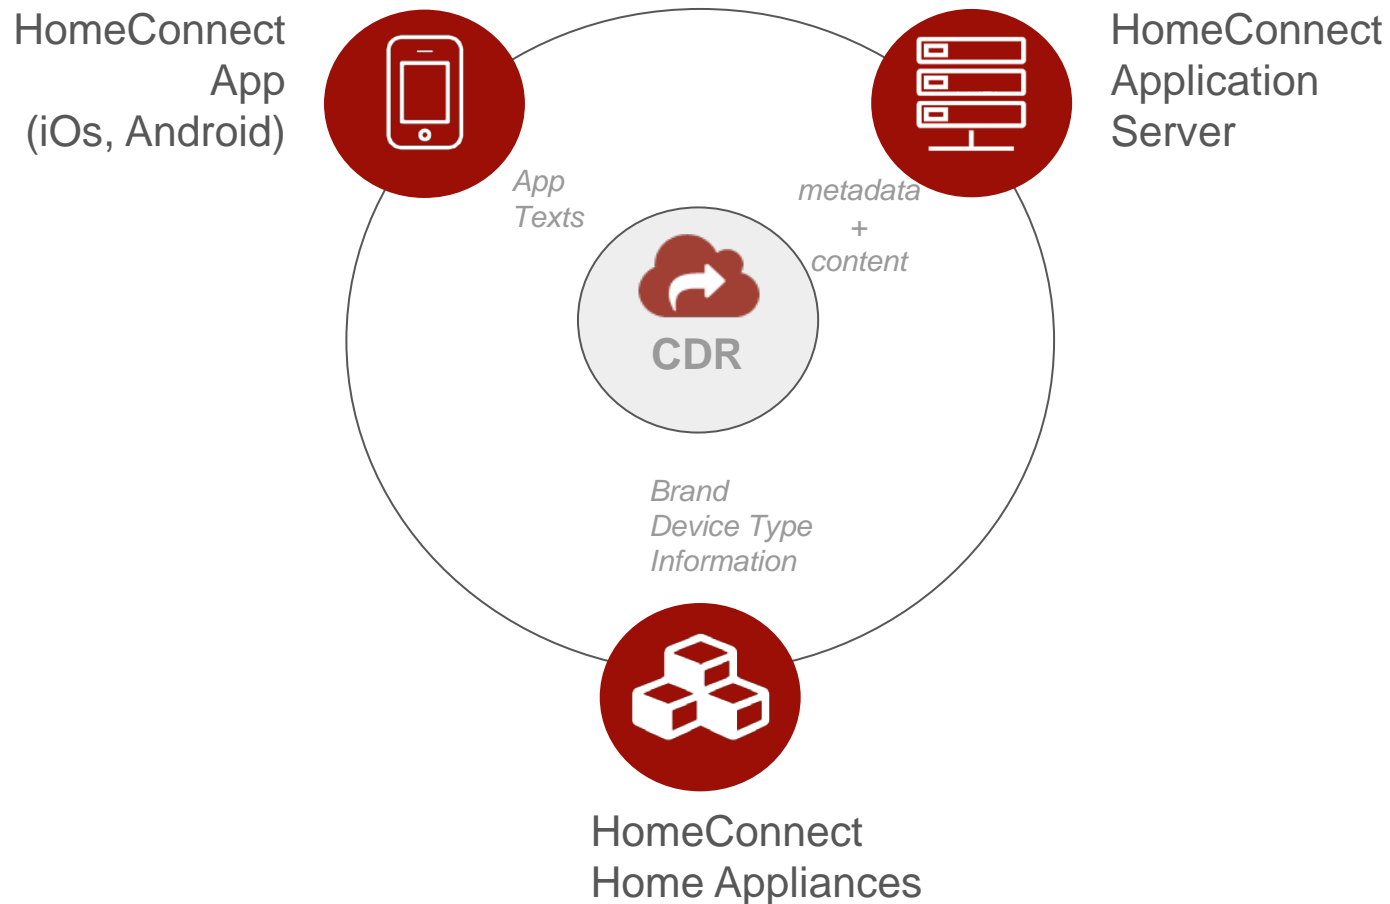 HomeConnect
App
(iOs, Android)
HomeConnect
Application
Server
App
Texts
metadata
+
content
CDR
Brand
Device Type
Information
HomeConnect
Home Appliances